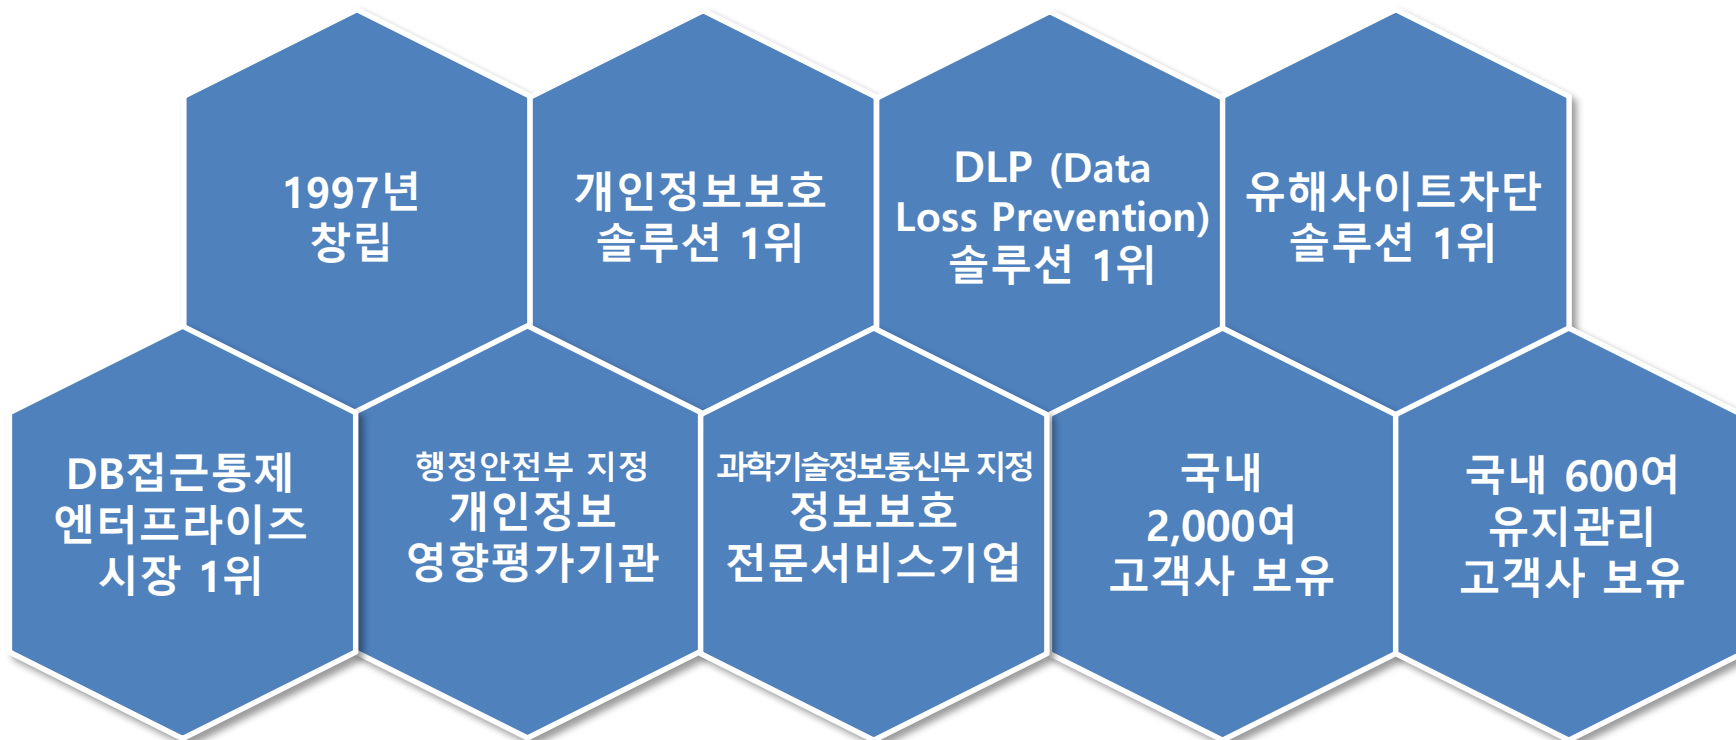 1997년
창립
개인정보보호
솔루션 1위
DLP (Data
Loss Prevention)
솔루션 1위
유해사이트차단
솔루션 1위
DB접근통제
엔터프라이즈
시장 1위
행정안전부 지정
개인정보
영향평가기관
과학기술정보통신부 지정
정보보호
전문서비스기업
국내
2,000여
고객사 보유
국내 600여
유지관리
고객사 보유